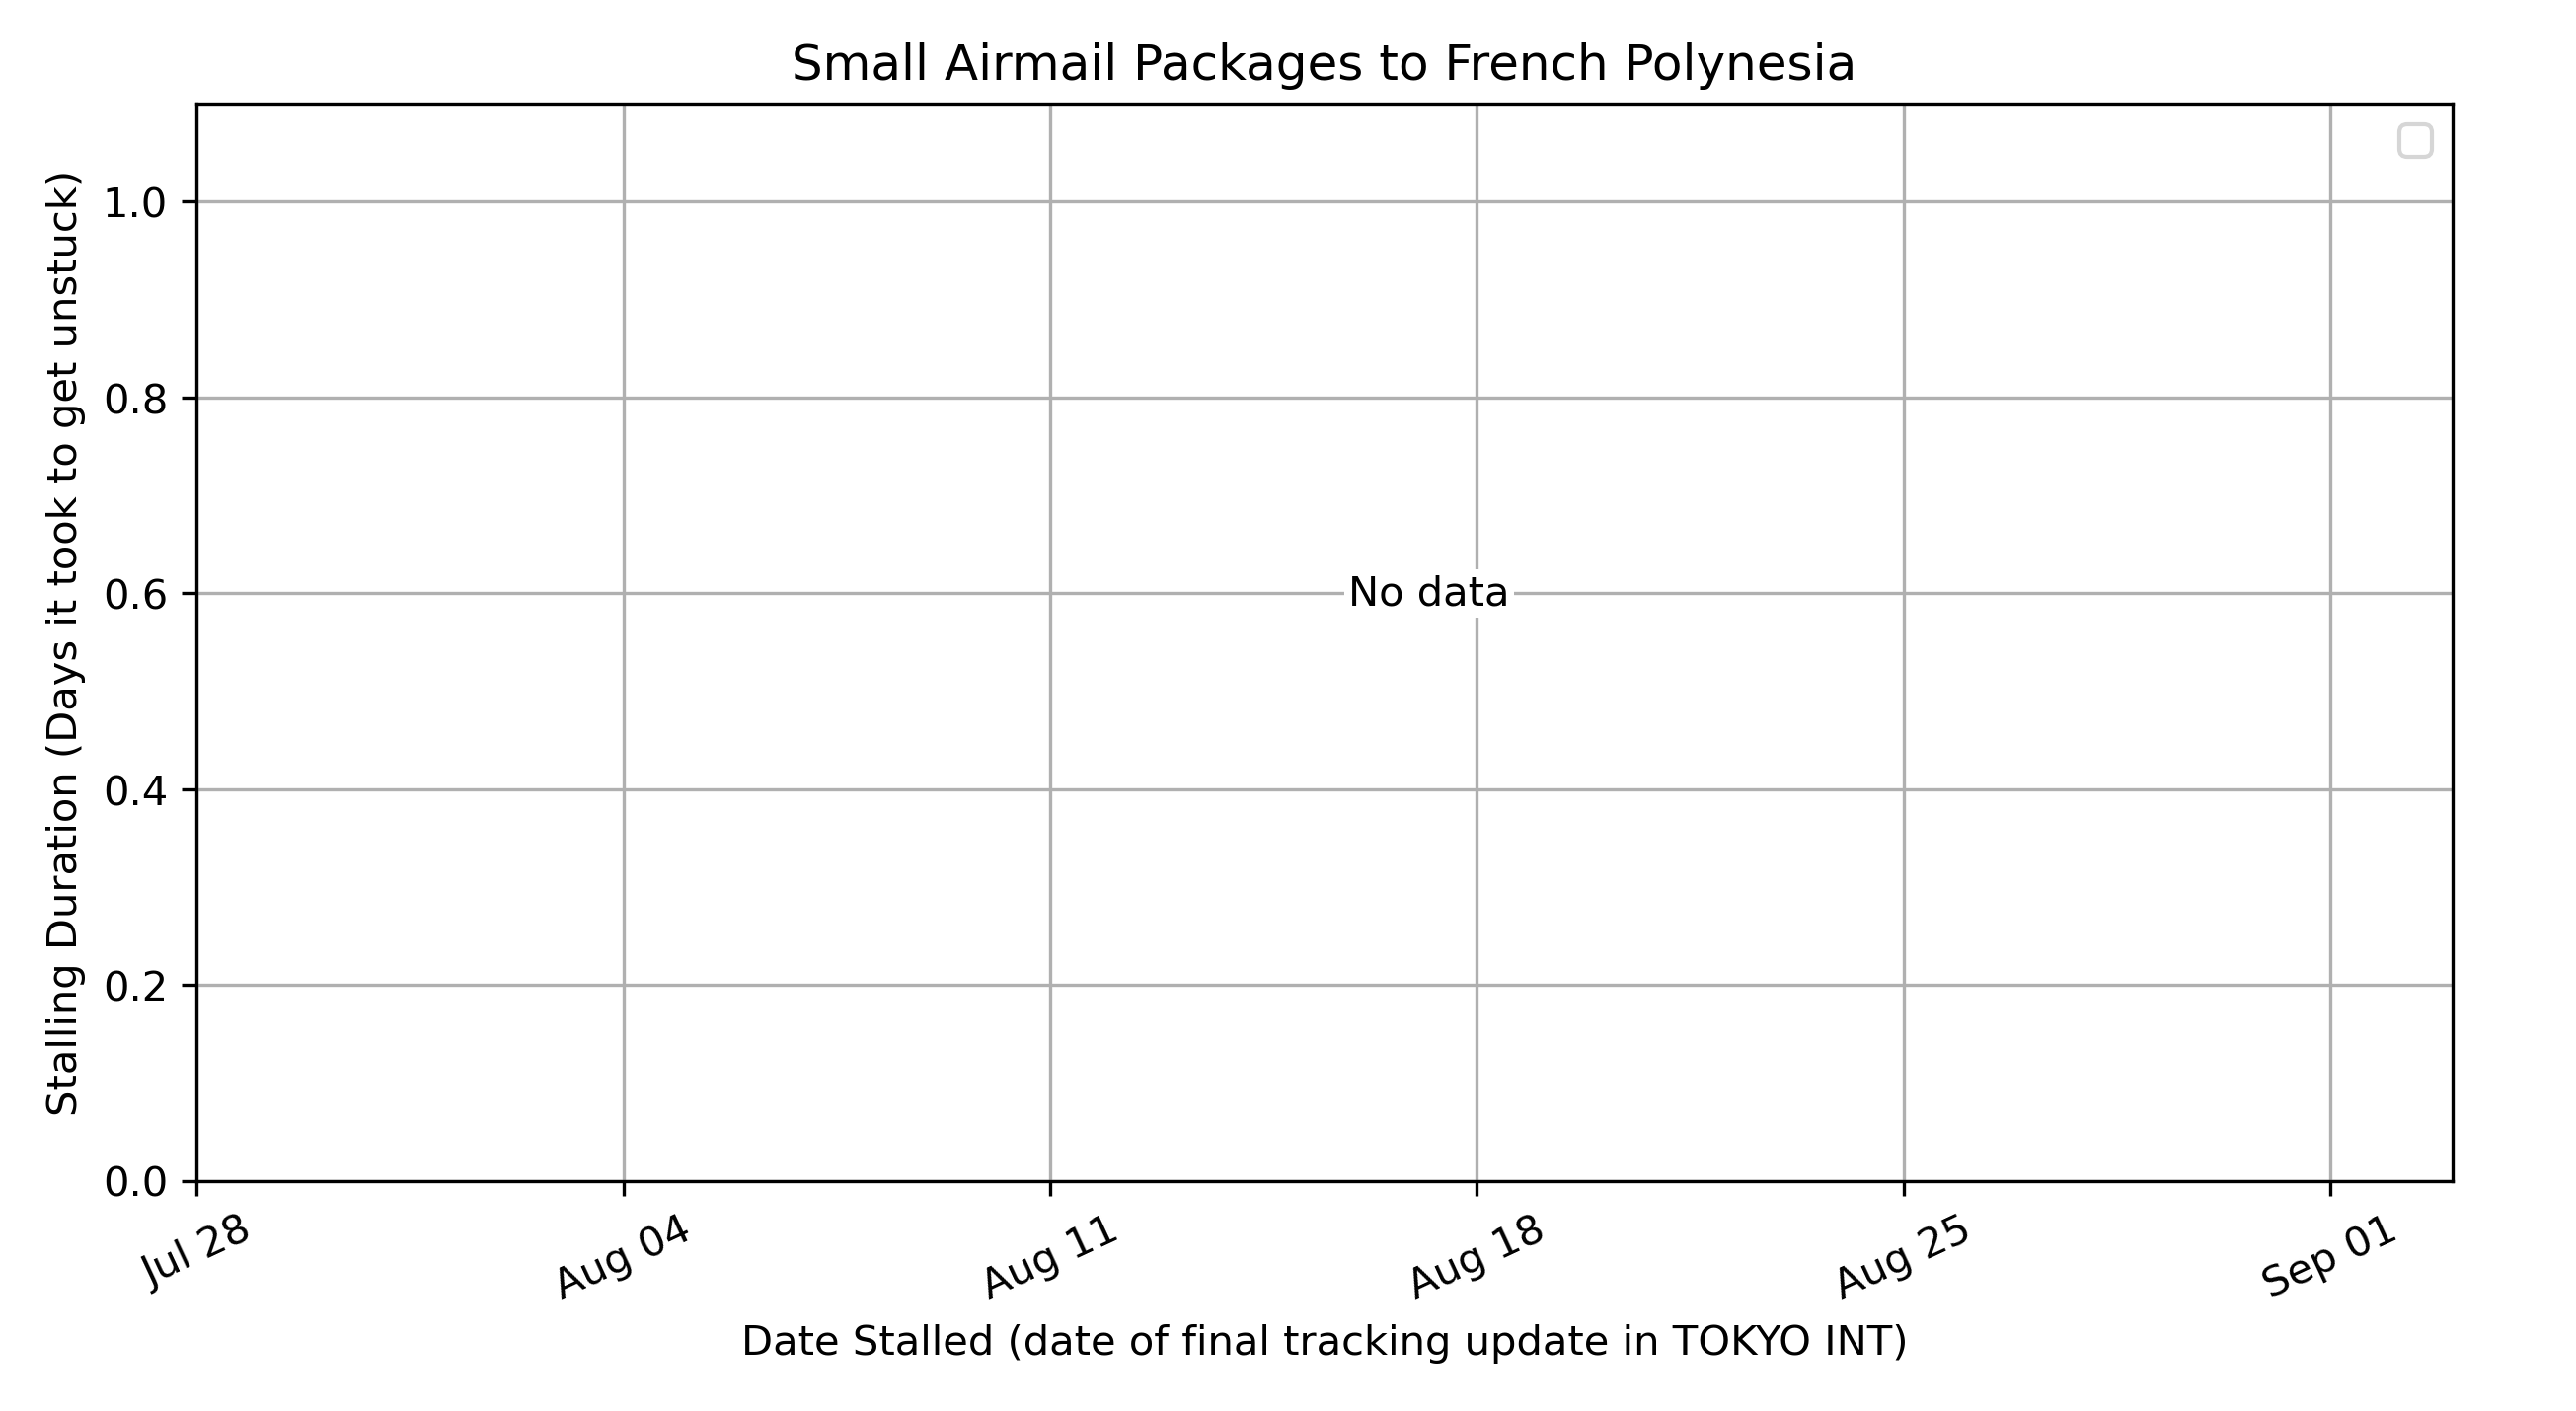 Small Airmail Packages to French Polynesia
Stalling Duration (Days it took to get unstuck)
1.0
0.8
0.6
0.4
0.2
0.0
No data
Jul 28
Aug 04
Aug 11
Aug 18
Aug 25
Sep 01
Date Stalled (date of final tracking update in TOKYO INT)